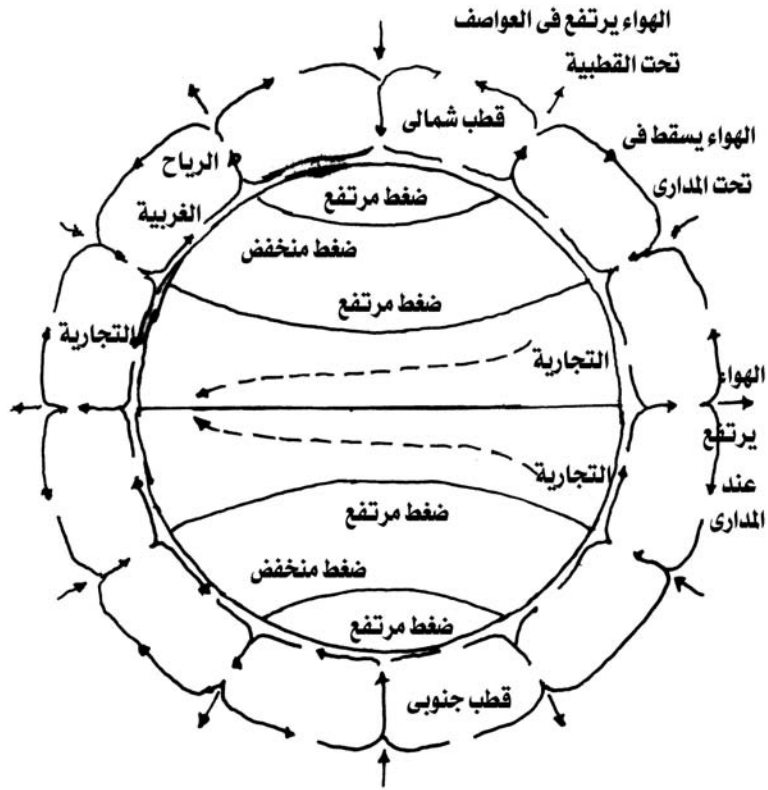 الهواء يرتفع فى العواصف
تحت القطبية
قطب شمالى
الهواء يسقط فى
تحت المدارى
الرياح
الغربية
ضغط مرتفع
ضغط منخفض
ضغط مرتفع
التجارية
التجارية
الهواء
يرتفع
عند
المدارى
التجارية
ضغط مرتفع
ضغط منخفض
ضغط مرتفع
قطب جنوبى